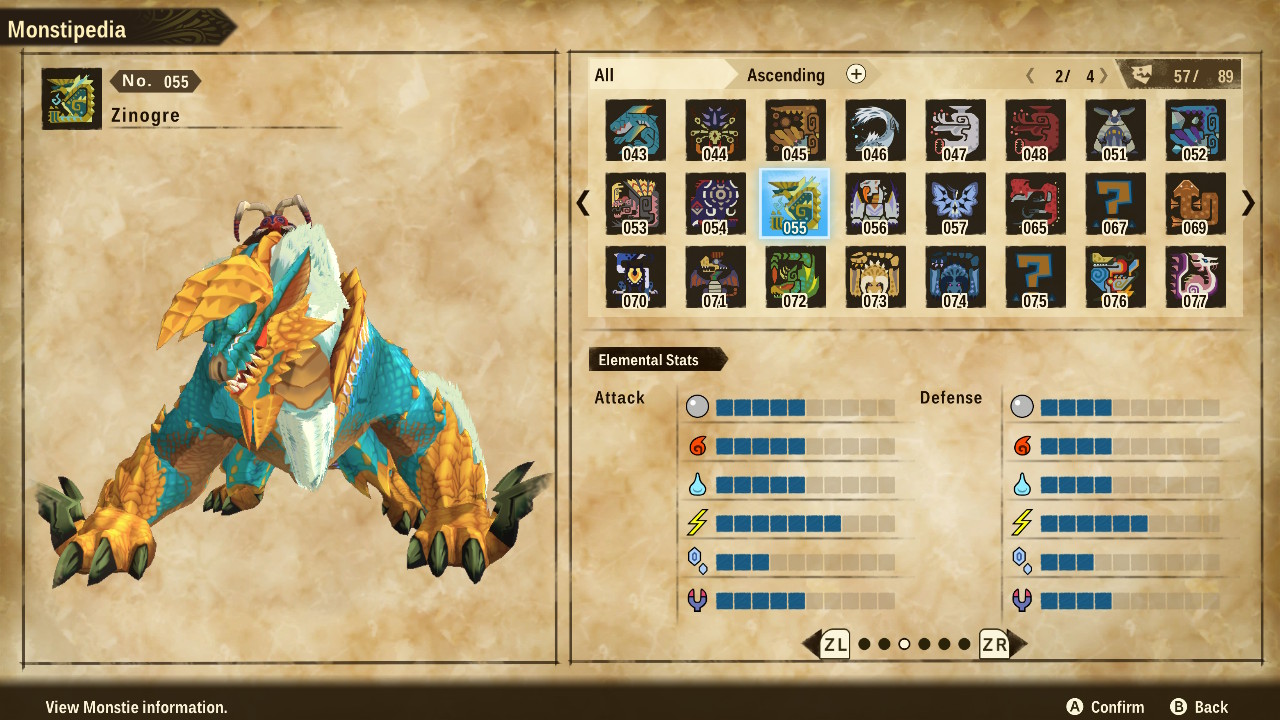 Monstipedia
No. 055
Zinogre
All
Ascending
2/ 4
57/ 89
043 044 045 046 047 048 051 052
053 054 055 056 057 065 067 069
070 071 072 073 074 075 076 077
Elemental Stats
Attack
Defense
ZL
ZR
View Monstie information.
A Confirm
B Back